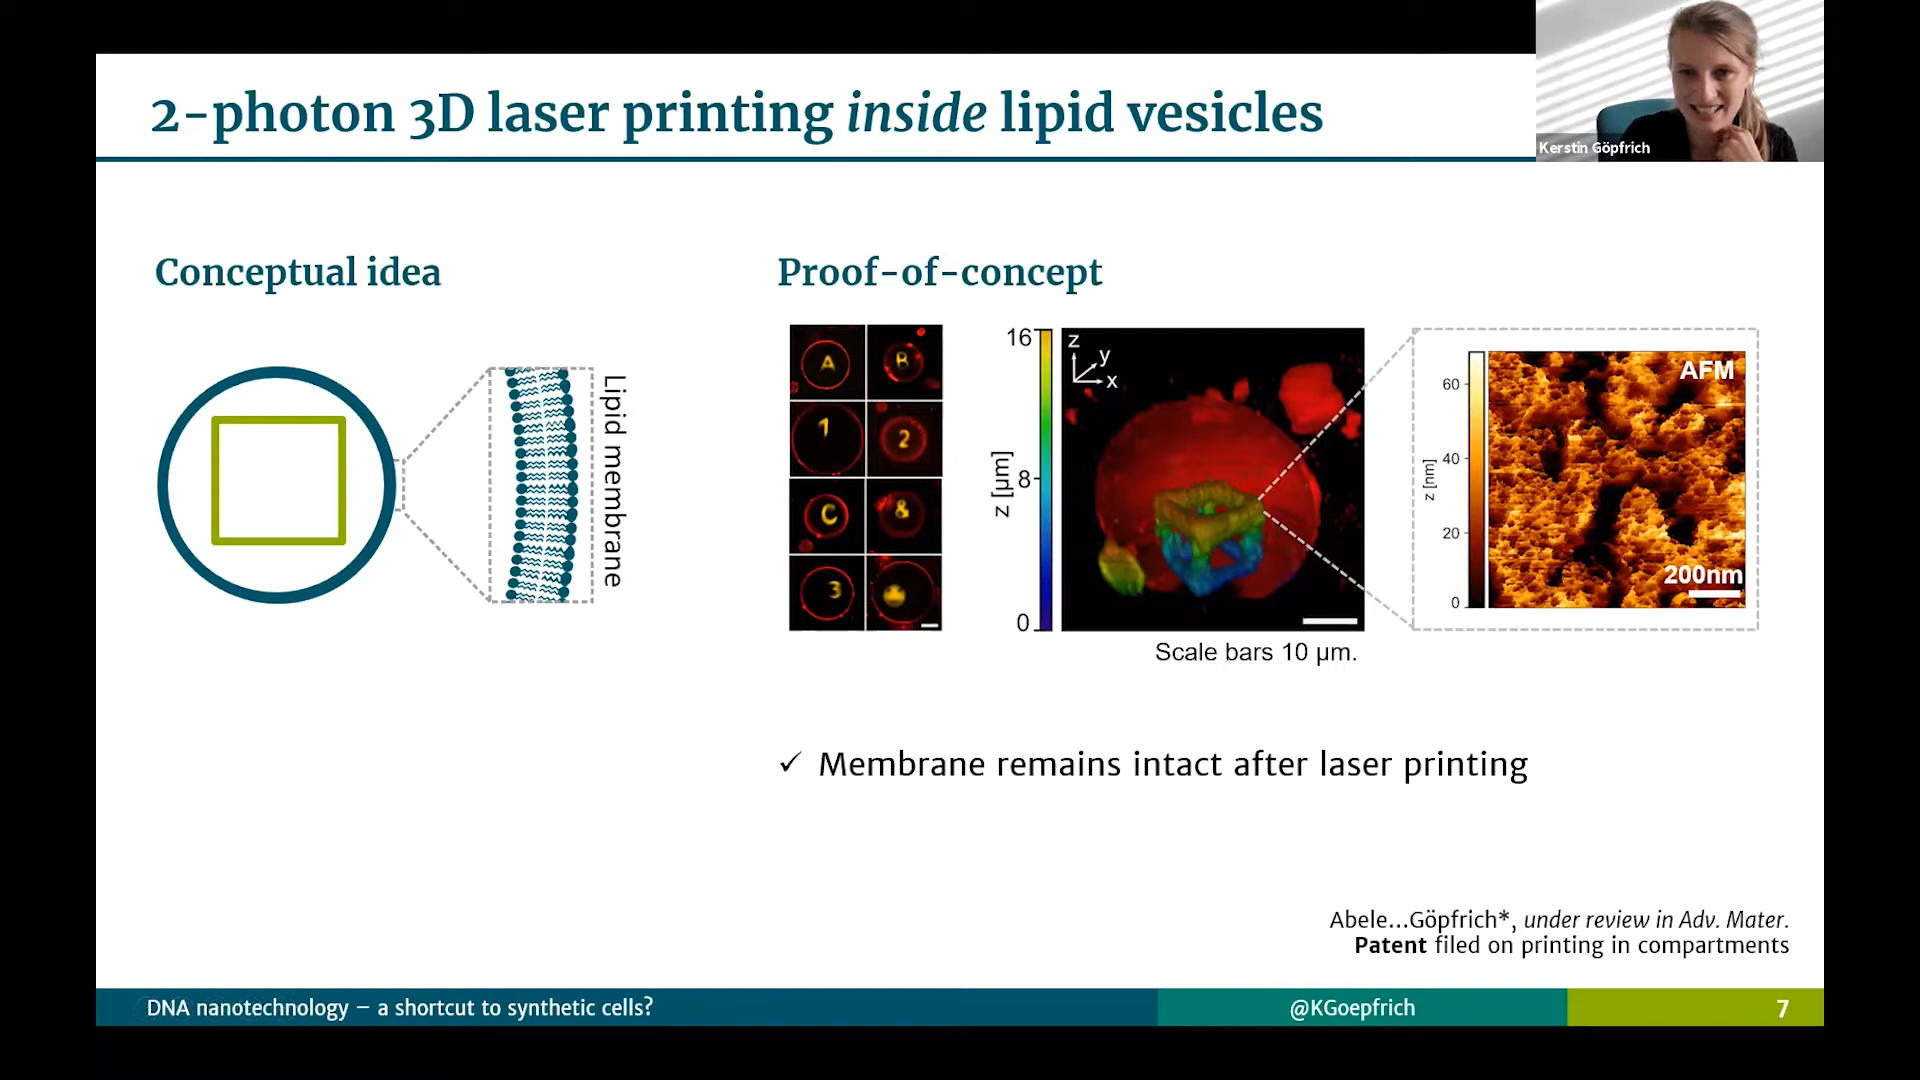 2-photon 3D laser printing inside lipid vesicles
Kerstin Göpfrich
Conceptual idea
Lipid membrane
Proof-of-concept
A
B
1
2
C
&
3
z [µm]
16
8
0
z
y
x
Scale bars 10 µm.
z [nm]
60
40
20
0
AFM
200nm
✓ Membrane remains intact after laser printing
Abele...Göpfrich*, under review in Adv. Mater.
Patent filed on printing in compartments
DNA nanotechnology – a shortcut to synthetic cells?
@KGoepfrich
7